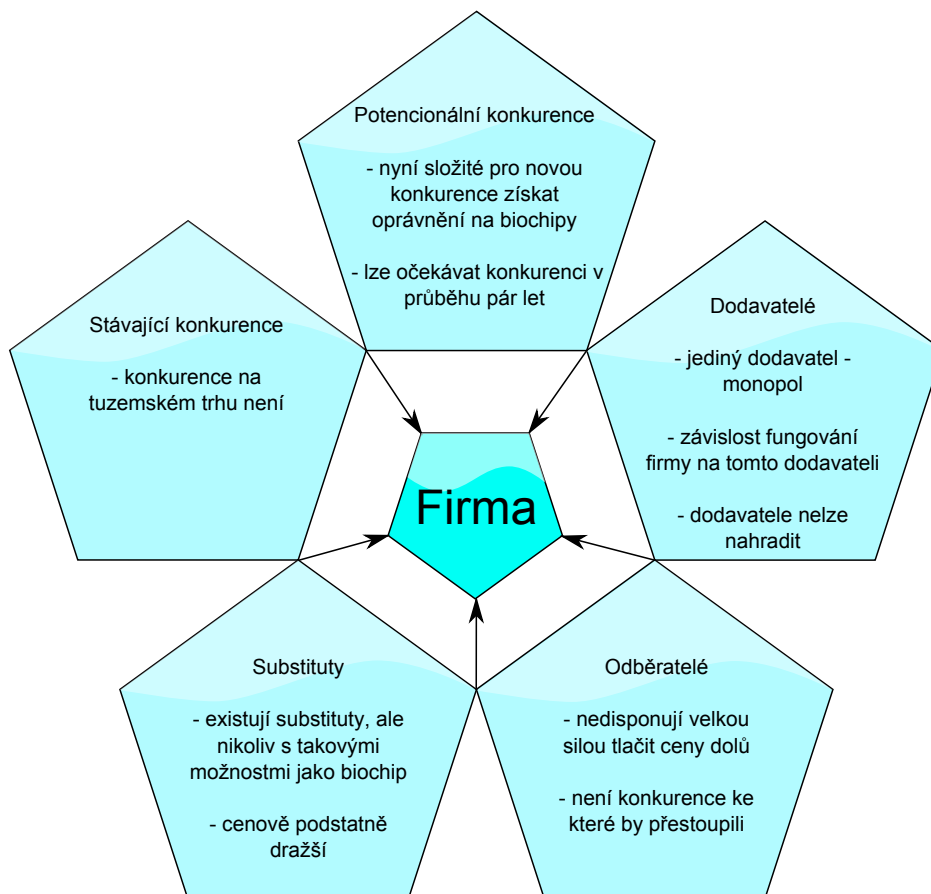 Potencionální konkurence
- nyní složité pro novou
konkurence získat
oprávnění na biochipy
- lze očekávat konkurenci v
průběhu pár let
Stávající konkurence
- konkurence na
tuzemském trhu není
Dodavatelé
- jediný dodavatel -
monopol
- závislost fungování
firmy na tomto dodavateli
- dodavatele nelze
nahradit
Firma
Substituty
- existují substituty, ale
nikoliv s takovými
možnostmi jako biochip
- cenově podstatně
dražší
Odběratelé
- nedisponují velkou
silou tlačit ceny dolů
- není konkurence ke
které by přestoupili